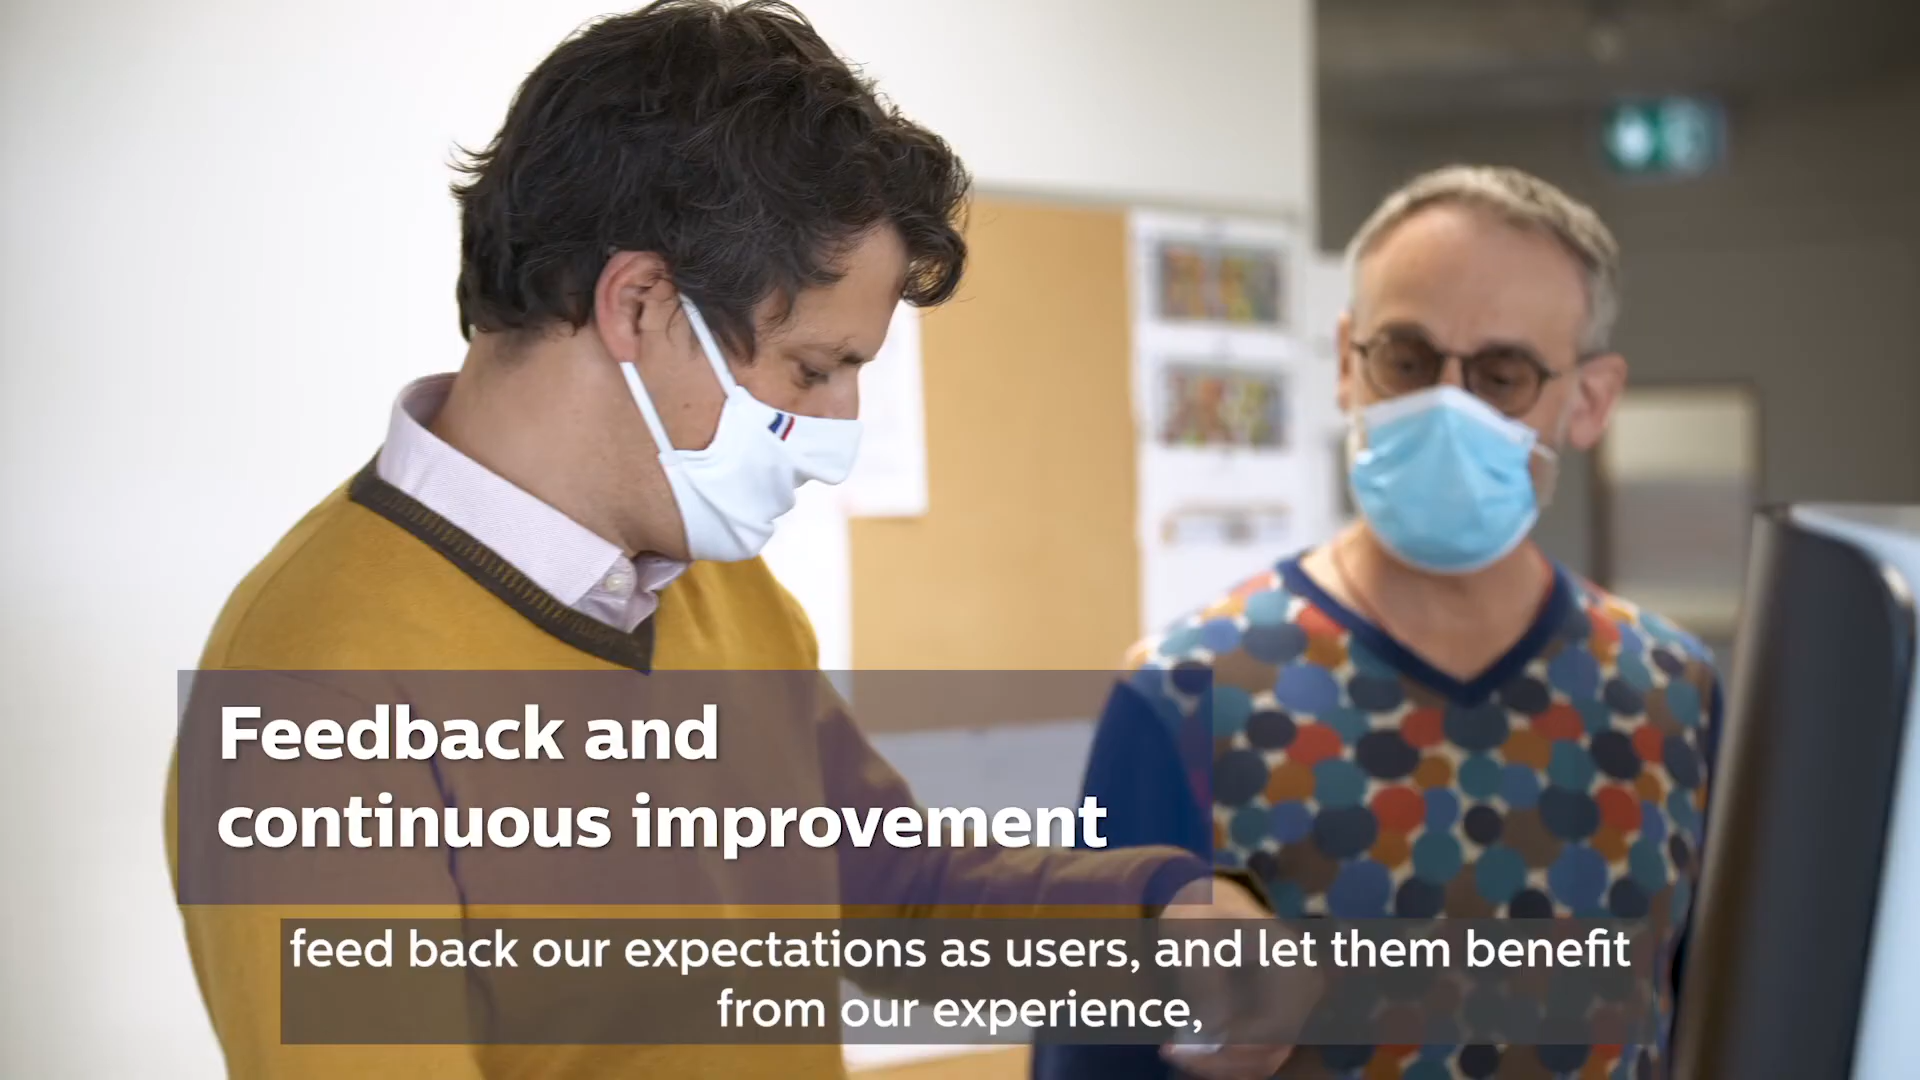 Feedback and
continuous improvement
feed back our expectations as users, and let them benefit
from our experience,